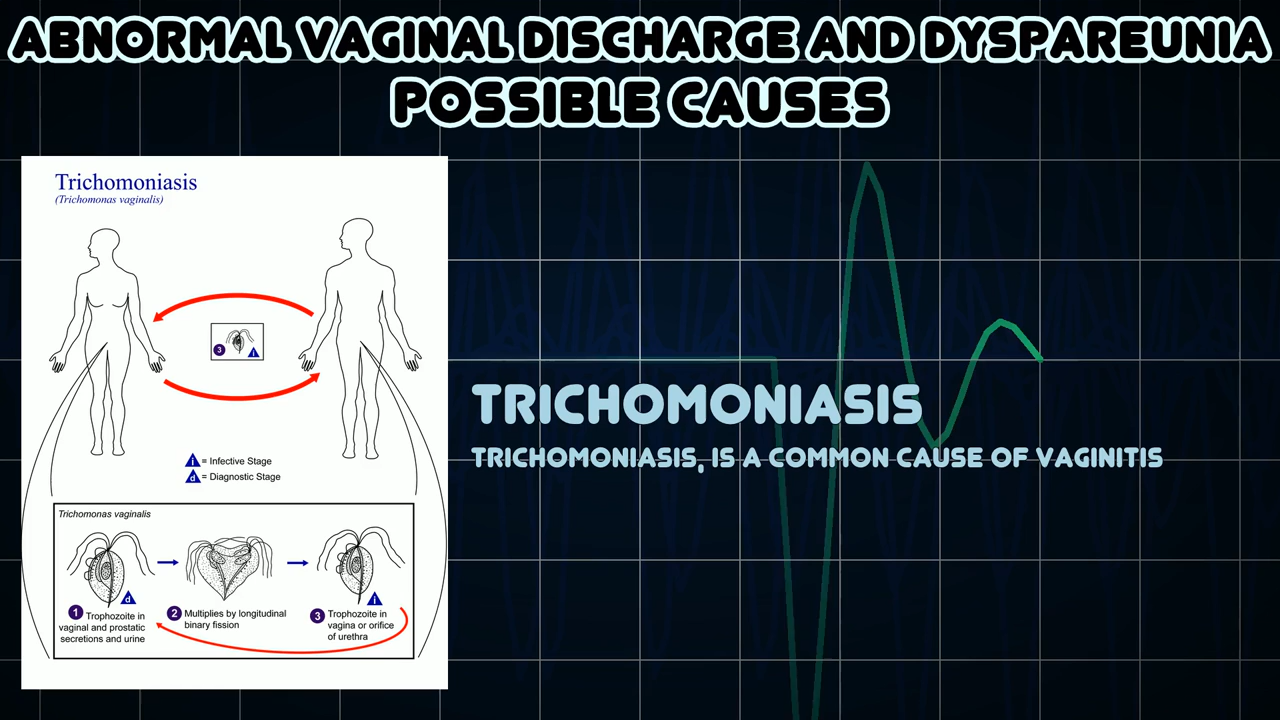 ABNORMAL VAGINAL DISCHARGE AND DYSPAREUNIA
POSSIBLE CAUSES
Trichomoniasis
(Trichomonas vaginalis)
3 i
i = Infective Stage
d = Diagnostic Stage
Trichomonas vaginalis
d
1 Trophozoite in
vaginal and prostatic
secretions and urine
2 Multiplies by longitudinal
binary fission
i
3 Trophozoite in
vagina or orifice
of urethra
TRICHOMONIASIS
TRICHOMONIASIS, IS A COMMON CAUSE OF VAGINITIS